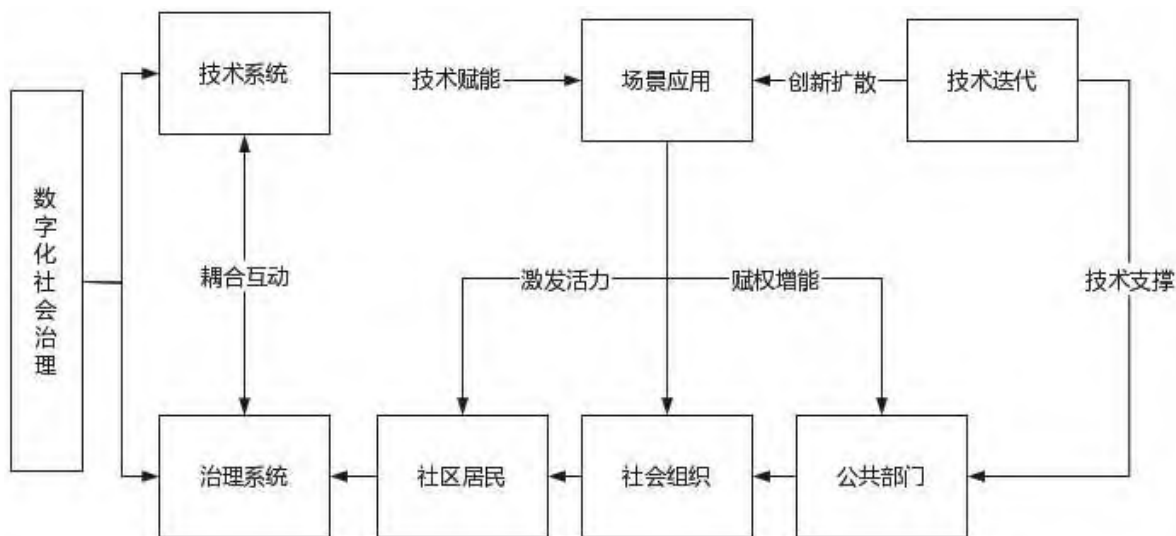 技术系统
技术赋能
场景应用
创新扩散
技术迭代
数字化社会治理
耦合互动
激发活力
赋权增能
技术支撑
治理系统
社区居民
社会组织
公共部门